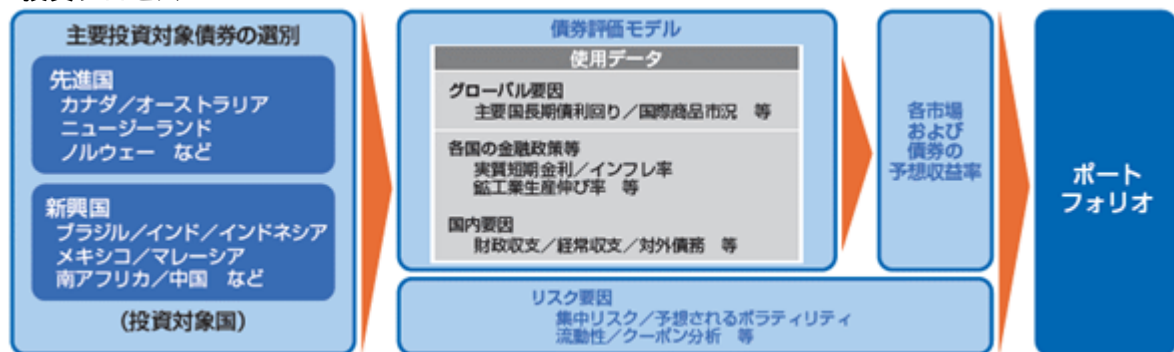 主要投資対象債券の選別
先進国
カナダ／オーストラリア
ニュージーランド
ノルウェー など
新興国
ブラジル／インド／インドネシア
メキシコ／マレーシア
南アフリカ／中国 など
(投資対象国)
債券評価モデル
使用データ
グローバル要因
主要国長期債利回り／国際商品市況 等
各国の金融政策等
実質短期金利／インフレ率
鉱工業生産伸び率 等
国内要因
財政収支／経常収支／対外債務 等
リスク要因
集中リスク／予想されるボラティリティ
流動性／クーポン分析 等
各市場
および
債券の
予想収益率
ポート
フォリオ